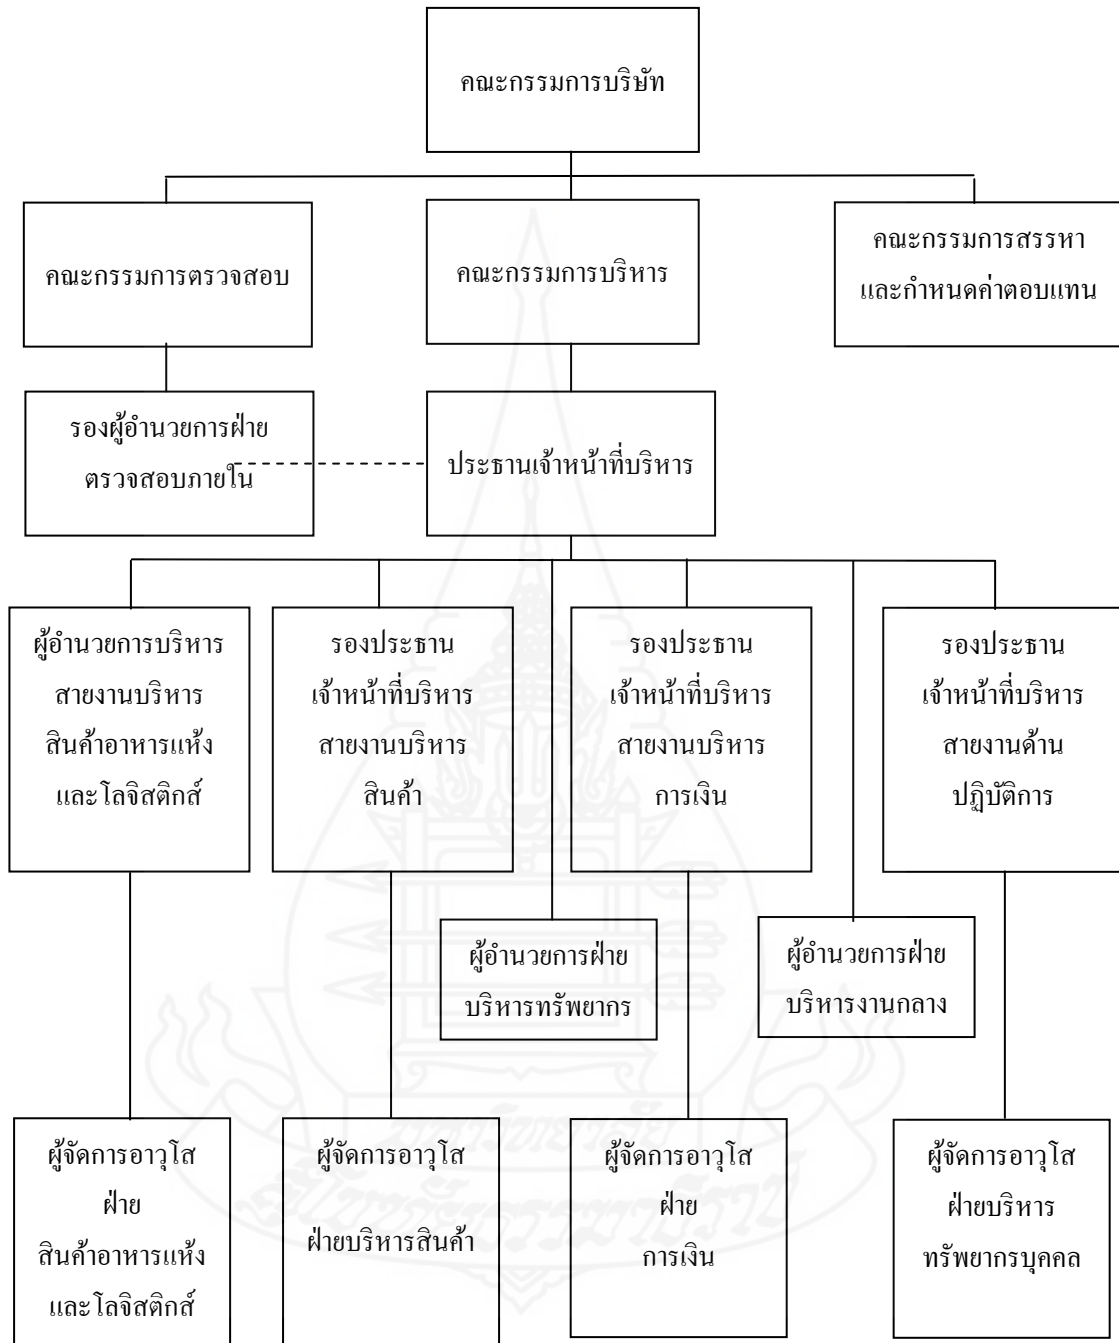 คณะกรรมการบริษัท
คณะกรรมการตรวจสอบ
คณะกรรมการบริหาร
คณะกรรมการสรรหา
และกำหนดค่าตอบแทน
รองผู้อำนวยการฝ่าย
ตรวจสอบภายใน
ประธานเจ้าหน้าที่บริหาร
ผู้อำนวยการบริหาร
สายงานบริหาร
สินค้าอาหารแห้ง
และโลจิสติกส์
รองประธาน
เจ้าหน้าที่บริหาร
สายงานบริหาร
สินค้า
รองประธาน
เจ้าหน้าที่บริหาร
สายงานบริหาร
การเงิน
รองประธาน
เจ้าหน้าที่บริหาร
สายงานด้าน
ปฏิบัติการ
ผู้อำนวยการฝ่าย
บริหารทรัพยากร
ผู้อำนวยการฝ่าย
บริหารงานกลาง
ผู้จัดการอาวุโส
ฝ่าย
สินค้าอาหารแห้ง
และโลจิสติกส์
ผู้จัดการอาวุโส
ฝ่ายบริหารสินค้า
ผู้จัดการอาวุโส
ฝ่าย
การเงิน
ผู้จัดการอาวุโส
ฝ่ายบริหาร
ทรัพยากรบุคคล